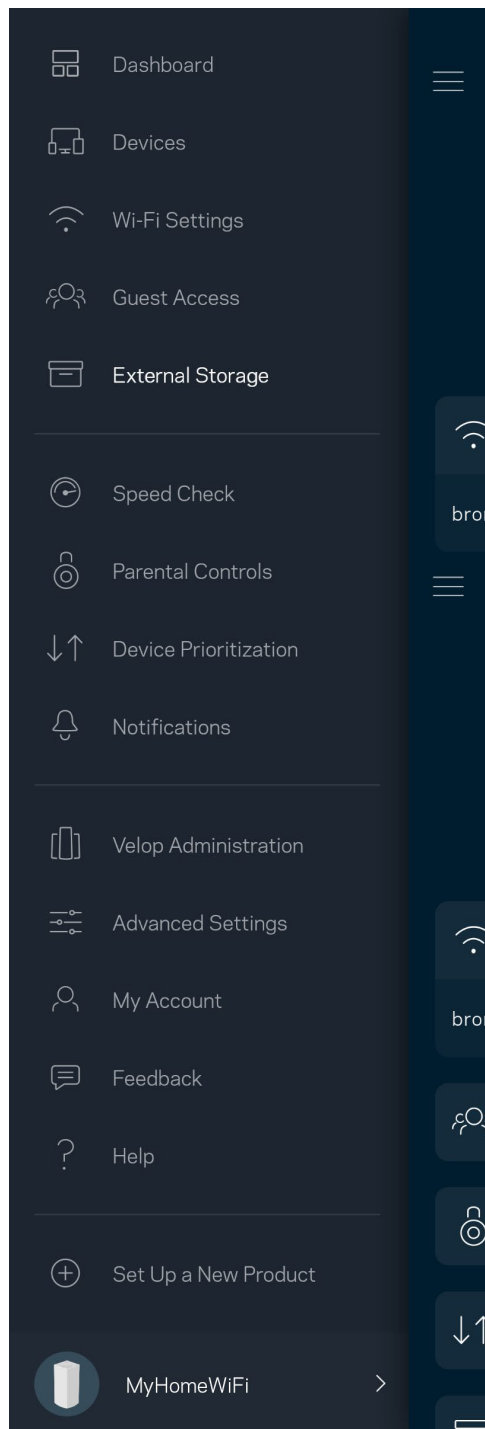 Dashboard
Devices
Wi-Fi Settings
Guest Access
External Storage
Speed Check
Parental Controls
Device Prioritization
Notifications
Velop Administration
Advanced Settings
My Account
Feedback
Help
Set Up a New Product
MyHomeWiFi